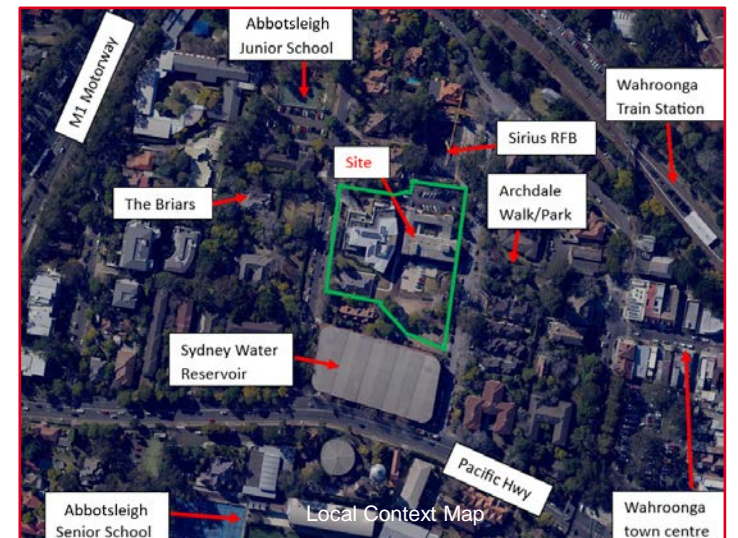 Abbotsleigh
Junior School
M1 Motorway
Wahroonga
Train Station
Sirius RFB
Site
The Briars
Archdale
Walk/Park
Sydney Water
Reservoir
Pacific Hwy
Abbotsleigh
Senior School
Local Context Map
Wahroonga
town centre